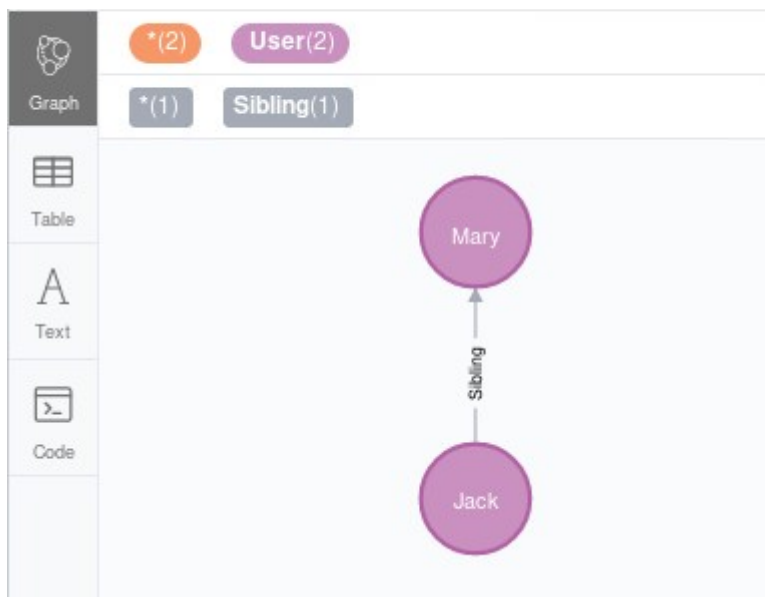 *(2) User(2)
*(1) Sibling(1)
Graph
Table
Text
Code
Mary
Sibling
Jack